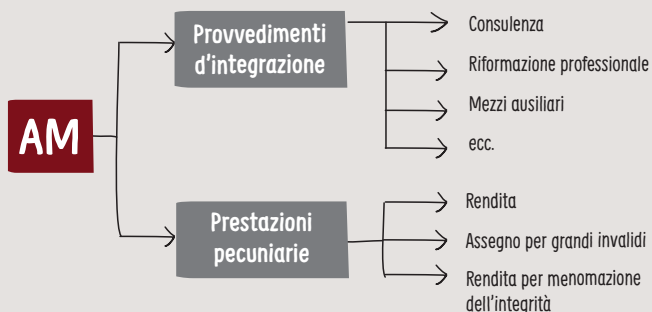 AM
Provvedimenti
d'integrazione
Consulenza
Riformazione professionale
Mezzi ausiliari
ecc.
Prestazioni
pecuniarie
Rendita
Assegno per grandi invalidi
Rendita per menomazione
dell'integrità